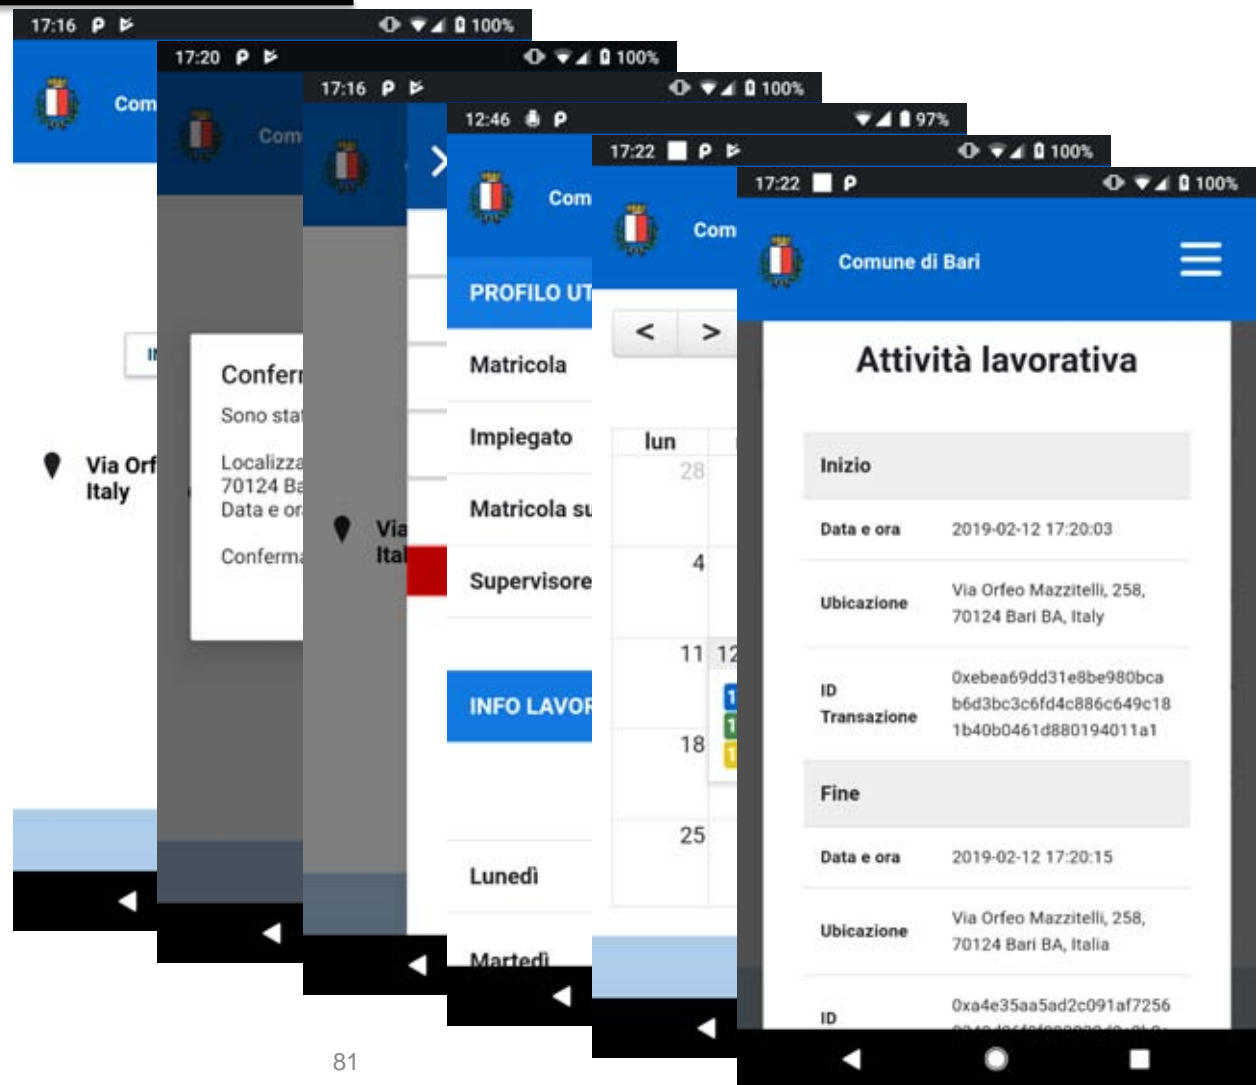 17:16
100%
Com
Via Orf
Italy
17:20
100%
Com
Conferm
Sono stat
Localizza
70124 Ba
Data e or
Conferma
17:16
100%
Via
Ital
12:46
97%
Com
PROFILO UT
Matricola
Impiegato
Matricola su
Supervisore
INFO LAVOR
Lunedì
Martedì
17:22
100%
Com
< >
lun
28
4
11 12
18
25
17:22
100%
Comune di Bari
Attività lavorativa
Inizio
Data e ora 2019-02-12 17:20:03
Ubicazione Via Orfeo Mazzitelli, 258,
70124 Bari BA, Italy
ID Transazione 0xebea69dd31e8be980bca
b6d3bc3c6fd4c886c649c18
1b40b0461d880194011a1
Fine
Data e ora 2019-02-12 17:20:15
Ubicazione Via Orfeo Mazzitelli, 258,
70124 Bari BA, Italia
ID 0xa4e35aa5ad2c091af7256
81